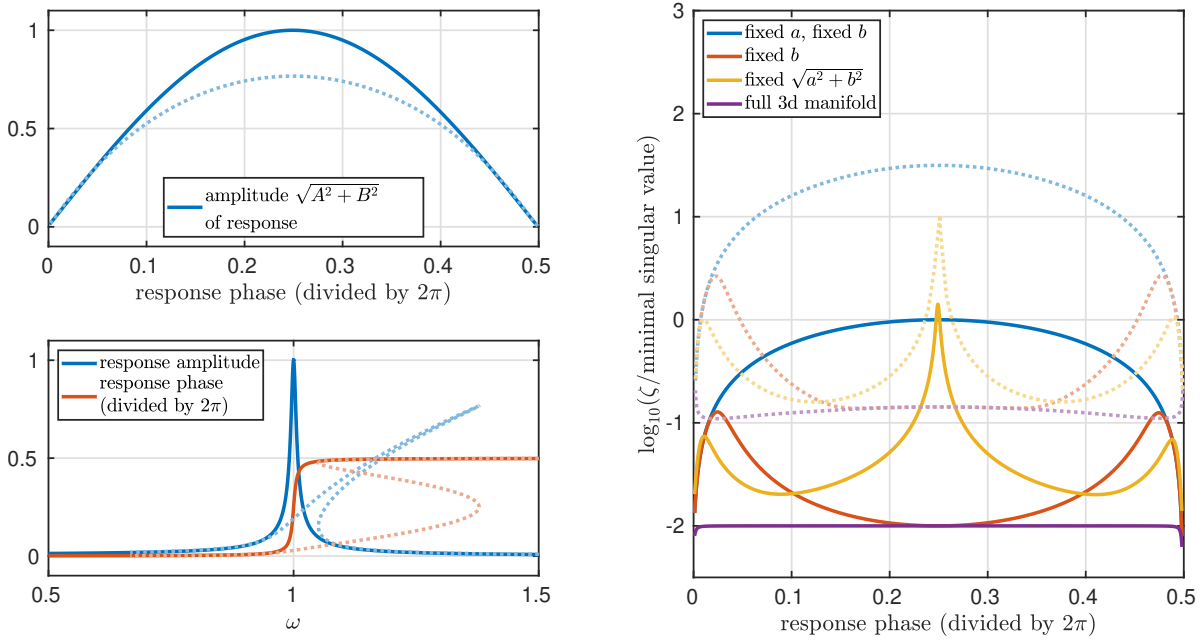 1
0.5
0
amplitude √A² + B²
of response
0 0.1 0.2 0.3 0.4 0.5
response phase (divided by 2π)
1
0.5
0
response amplitude
response phase
(divided by 2π)
0.5 1 1.5
ω
log₁₀(ζ/minimal singular value)
3
2
1
0
-1
-2
fixed a, fixed b
fixed b
fixed √a² + b²
full 3d manifold
0 0.1 0.2 0.3 0.4 0.5
response phase (divided by 2π)